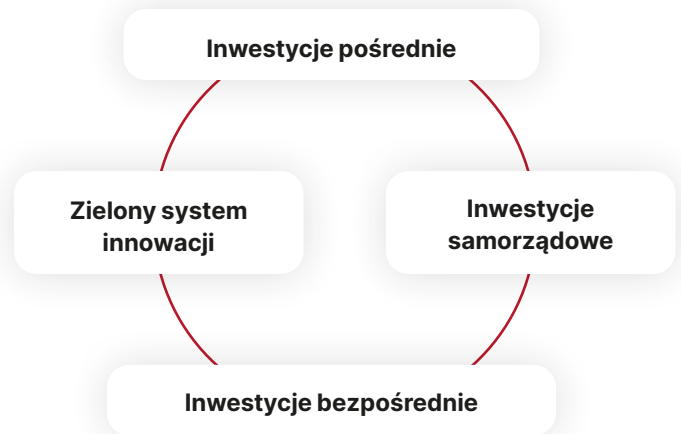 Inwestycje pośrednie
Zielony system
innowacji
Inwestycje
samorządowe
Inwestycje bezpośrednie